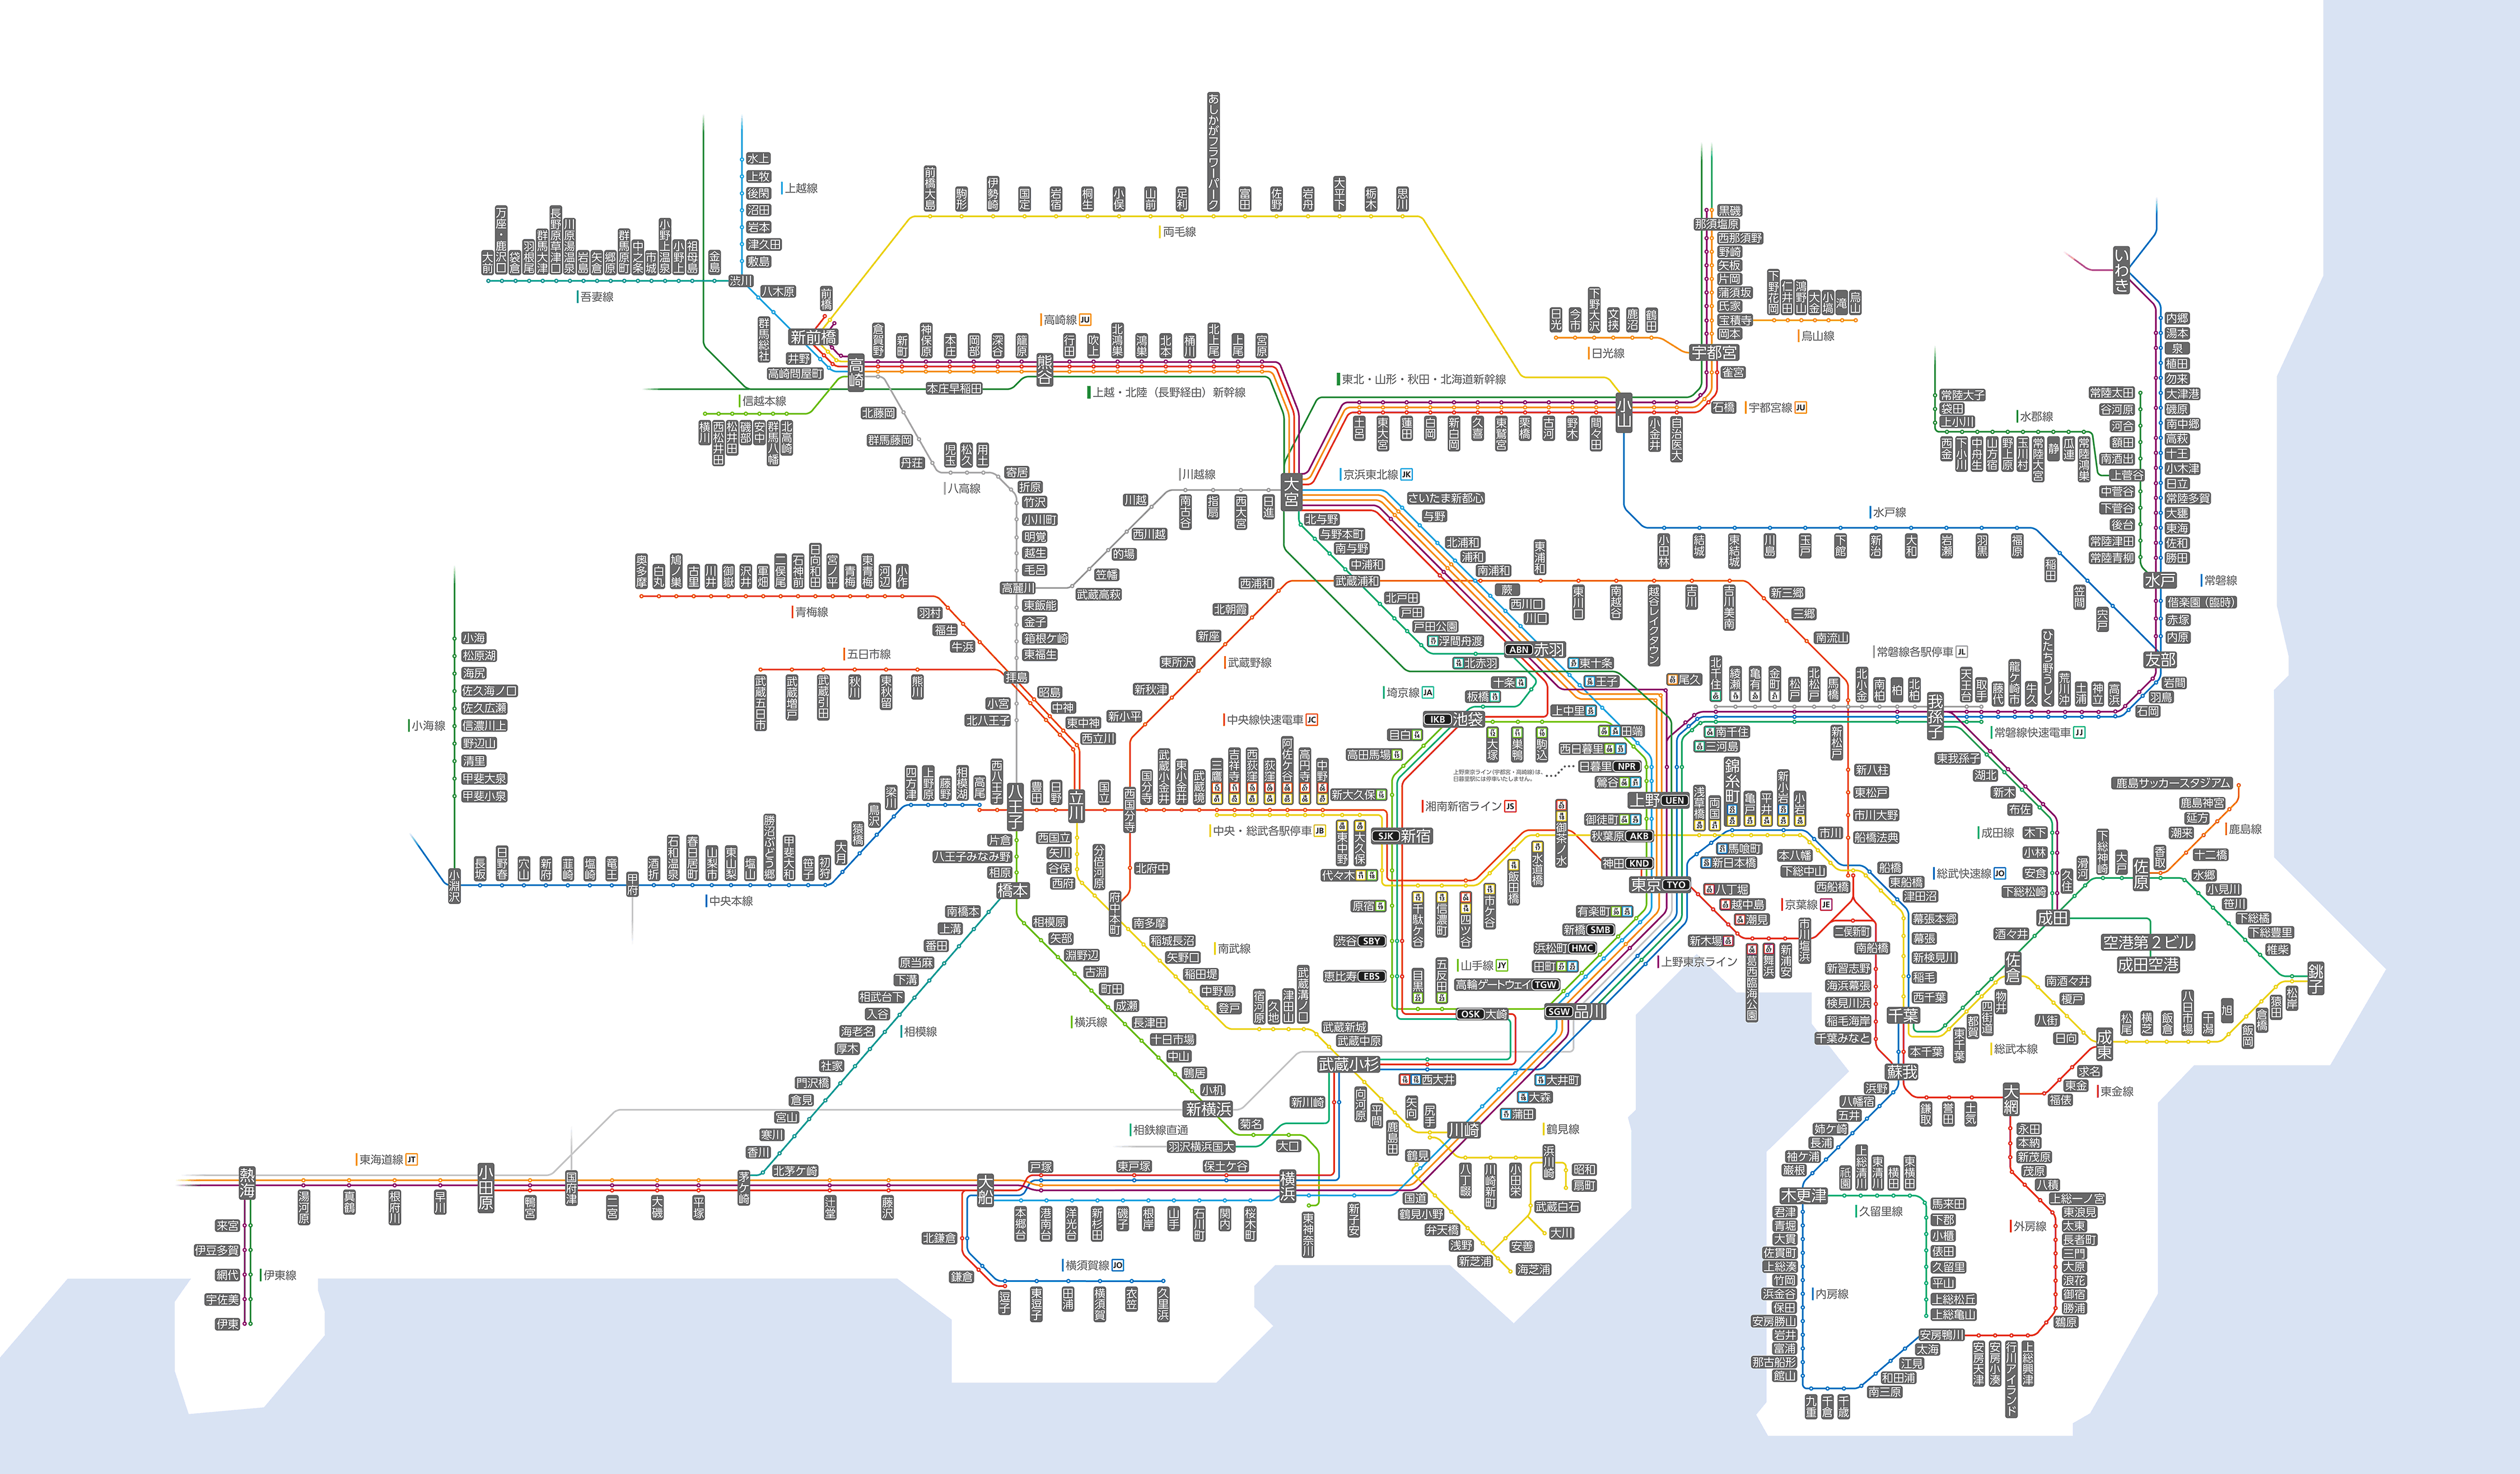 水上
上牧
後閑
沼田
岩本
津久田
敷島
渋川
上越線
八木原
群馬総社
新前橋
前橋
井野
高崎問屋町
高崎
大前
万座・鹿沢口
袋倉
羽根尾
群馬大津
長野原草津口
川原湯温泉
岩島
矢倉
郷原
群馬原町
中之条
市城
小野上温泉
小野上
祖母島
金島
吾妻線
前橋大島
駒形
伊勢崎
国定
岩宿
桐生
小俣
山前
足利
あしかがフラワーパーク
富田
佐野
岩舟
大平下
栃木
思川
両毛線
高崎線 JU
倉賀野
新町
神保原
本庄
岡部
深谷
籠原
熊谷
行田
吹上
北鴻巣
鴻巣
北本
桶川
北上尾
上尾
宮原
本庄早稲田
上越・北陸（長野経由）新幹線
信越本線
横川
西松井田
松井田
磯部
安中
群馬八幡
北高崎
北藤岡
群馬藤岡
丹荘
児玉
松久
用土
寄居
折原
竹沢
小川町
明覚
越生
毛呂
高麗川
東飯能
金子
箱根ケ崎
東福生
拝島
小宮
北八王子
八王子
八高線
川越線
川越
西川越
的場
笠幡
武蔵高萩
南古谷
指扇
西大宮
日進
大宮
東北・山形・秋田・北海道新幹線
土呂
東大宮
蓮田
白岡
新白岡
久喜
東鷲宮
栗橋
古河
野木
間々田
小山
小金井
自治医大
石橋
雀宮
宇都宮
宇都宮線 JU
岡本
宝積寺
氏家
蒲須坂
片岡
矢板
野崎
西那須野
那須塩原
黒磯
日光
今市
下野大沢
文挟
鹿沼
鶴田
日光線
下野花岡
仁井田
鴻野山
大金
小塙
滝
烏山
烏山線
水戸線
小田林
結城
東結城
川島
玉戸
下館
新治
大和
岩瀬
羽黒
福原
稲田
笠間
宍戸
友部
いわき
内郷
湯本
泉
植田
勿来
大津港
磯原
南中郷
高萩
十王
小木津
日立
常陸多賀
大甕
東海
佐和
勝田
水戸
常磐線
偕楽園（臨時）
赤塚
内原
岩間
羽鳥
石岡
常陸大子
袋田
上小川
水郡線
西金
下小川
中舟生
山方宿
野上原
玉川村
常陸大宮
静
瓜連
常陸鴻巣
常陸太田
谷河原
河合
額田
南酒出
上菅谷
中菅谷
下菅谷
後台
常陸津田
常陸青柳
京浜東北線 JK
さいたま新都心
与野
北浦和
浦和
南浦和
蕨
西川口
川口
北与野
与野本町
南与野
中浦和
武蔵浦和
北戸田
戸田
戸田公園
浮間舟渡
北赤羽
ABN 赤羽
東十条
王子
上中里
田端
尾久
十条
板橋
埼京線 JA
IKB 池袋
西浦和
北朝霞
新座
東所沢
新秋津
新小平
武蔵野線
東浦和
東川口
南越谷
越谷レイクタウン
吉川
吉川美南
新三郷
三郷
南流山
新松戸
新八柱
東松戸
市川大野
船橋法典
西船橋
奥多摩
白丸
鳩ノ巣
古里
川井
御嶽
沢井
軍畑
二俣尾
石神前
日向和田
宮ノ平
青梅
東青梅
河辺
小作
青梅線
羽村
福生
牛浜
昭島
中神
東中神
西立川
立川
五日市線
武蔵五日市
武蔵増戸
武蔵引田
秋川
東秋留
熊川
小海
松原湖
海尻
佐久海ノ口
佐久広瀬
信濃川上
野辺山
清里
甲斐大泉
甲斐小泉
小海線
小淵沢
長坂
日野春
穴山
新府
韮崎
塩崎
竜王
甲府
酒折
石和温泉
春日居町
山梨市
東山梨
塩山
勝沼ぶどう郷
甲斐大和
笹子
初狩
大月
猿橋
鳥沢
梁川
四方津
上野原
藤野
相模湖
高尾
西八王子
中央本線
豊田
日野
国立
西国分寺
国分寺
武蔵小金井
東小金井
武蔵境
三鷹
吉祥寺
西荻窪
荻窪
阿佐ケ谷
高円寺
中野
中央線快速電車 JC
中央・総武各駅停車 JB
東中野
大久保
湘南新宿ライン JS
目白
高田馬場
新大久保
SJK 新宿
代々木
原宿
渋谷 SBY
恵比寿 EBS
目黒
五反田
OSK 大崎
SGW 品川
山手線 JY
高輪ゲートウェイ TGW
田町
浜松町 HMC
新橋 SMB
有楽町
東京 TYO
神田 KND
秋葉原 AKB
御徒町
上野 UEN
鶯谷
日暮里 NPR
西日暮里
大塚
巣鴨
駒込
上野東京ライン(宇都宮・高崎線)は、
日暮里駅には停車いたしません。
千駄ケ谷
信濃町
四ツ谷
市ケ谷
飯田橋
水道橋
御茶ノ水
上野東京ライン
三河島
南千住
北千住
綾瀬
亀有
金町
松戸
北松戸
馬橋
北小金
南柏
柏
北柏
我孫子
天王台
取手
藤代
龍ケ崎市
牛久
ひたち野うしく
荒川沖
土浦
神立
高浜
常磐線各駅停車 JL
常磐線快速電車 JJ
浅草橋
両国
錦糸町
亀戸
平井
新小岩
小岩
市川
本八幡
下総中山
馬喰町
新日本橋
八丁堀
越中島
潮見
新木場
葛西臨海公園
舞浜
新浦安
市川塩浜
京葉線 JE
二俣新町
南船橋
新習志野
海浜幕張
検見川浜
稲毛海岸
千葉みなと
総武快速線 JO
船橋
東船橋
津田沼
幕張本郷
幕張
新検見川
稲毛
西千葉
千葉
本千葉
蘇我
東我孫子
湖北
新木
布佐
木下
小林
安食
下総松崎
成田線
成田
久住
滑河
下総神崎
大戸
佐原
香取
鹿島線
十二橋
潮来
延方
鹿島神宮
鹿島サッカースタジアム
水郷
小見川
笹川
下総橘
下総豊里
椎柴
銚子
空港第２ビル
成田空港
酒々井
佐倉
南酒々井
榎戸
八街
日向
成東
松尾
横芝
飯倉
八日市場
干潟
旭
飯岡
倉橋
猿田
松岸
東千葉
都賀
四街道
物井
総武本線
求名
東金
福俵
東金線
大網
鎌取
誉田
土気
永田
本納
新茂原
茂原
八積
上総一ノ宮
東浪見
太東
長者町
三門
大原
浪花
御宿
勝浦
鵜原
外房線
上総興津
行川アイランド
安房小湊
安房天津
安房鴨川
太海
江見
和田浦
南三原
千歳
千倉
九重
館山
那古船形
富浦
岩井
安房勝山
保田
浜金谷
竹岡
上総湊
佐貫町
大貫
青堀
君津
木更津
巌根
袖ケ浦
長浦
姉ケ崎
五井
八幡宿
浜野
内房線
祇園
上総清川
東清川
横田
東横田
馬来田
下郡
小櫃
俵田
久留里
平山
上総松丘
上総亀山
久留里線
片倉
八王子みなみ野
相原
橋本
相模原
矢部
淵野辺
古淵
町田
成瀬
長津田
十日市場
中山
鴨居
小机
新横浜
菊名
大口
東神奈川
横浜線
南橋本
上溝
番田
原当麻
下溝
相武台下
入谷
海老名
厚木
社家
門沢橋
倉見
宮山
寒川
香川
北茅ケ崎
茅ケ崎
相模線
西国立
矢川
谷保
西府
分倍河原
府中本町
北府中
南多摩
稲城長沼
矢野口
稲田堤
中野島
登戸
宿河原
久地
津田山
武蔵溝ノ口
武蔵新城
武蔵中原
武蔵小杉
向河原
平間
鹿島田
矢向
尻手
川崎
南武線
西大井
新川崎
大井町
大森
蒲田
相鉄線直通
羽沢横浜国大
鶴見線
鶴見
国道
鶴見小野
弁天橋
浅野
新芝浦
海芝浦
安善
武蔵白石
大川
浜川崎
昭和
扇町
八丁畷
川崎新町
小田栄
東海道線 JT
熱海
湯河原
真鶴
根府川
早川
小田原
鴨宮
国府津
二宮
大磯
平塚
辻堂
藤沢
大船
戸塚
東戸塚
保土ケ谷
横浜
新子安
本郷台
港南台
洋光台
新杉田
磯子
根岸
山手
石川町
関内
桜木町
北鎌倉
鎌倉
逗子
東逗子
田浦
横須賀
衣笠
久里浜
横須賀線 JO
来宮
伊豆多賀
網代
宇佐美
伊東
伊東線